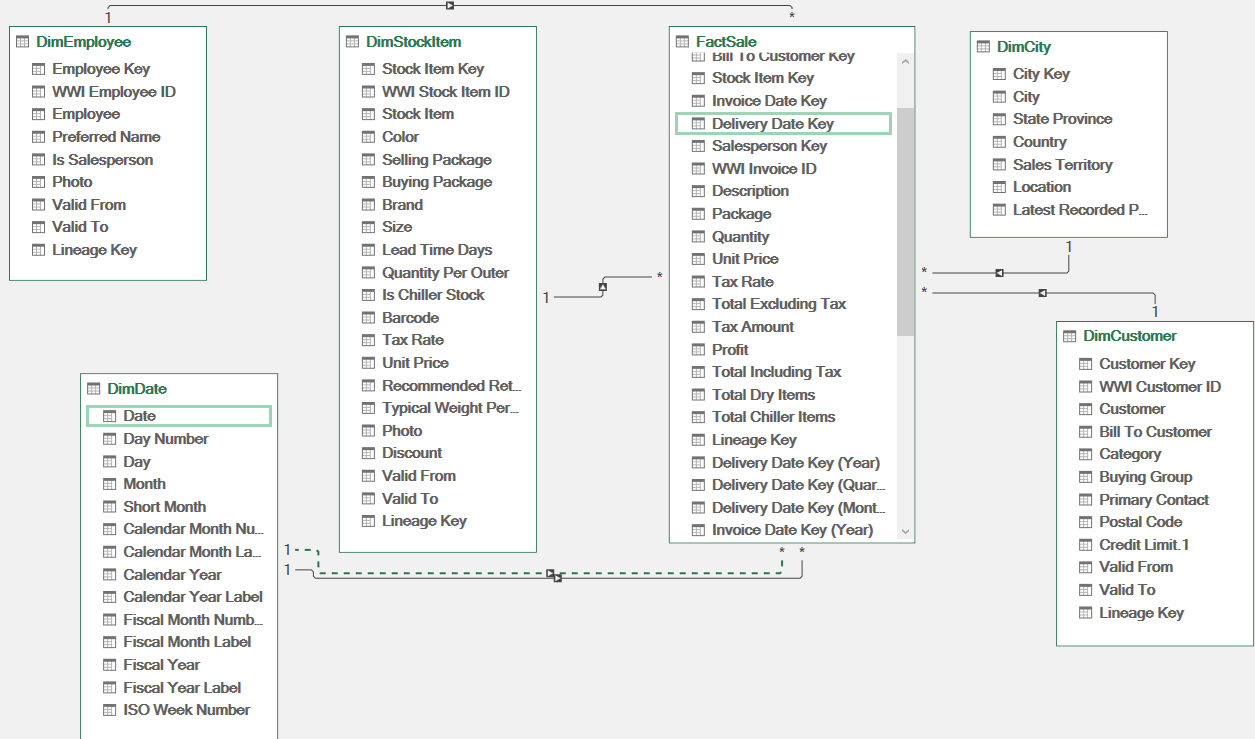 1
*
DimEmployee
Employee Key
WWI Employee ID
Employee
Preferred Name
Is Salesperson
Photo
Valid From
Valid To
Lineage Key
DimStockItem
Stock Item Key
WWI Stock Item ID
Stock Item
Color
Selling Package
Buying Package
Brand
Size
Lead Time Days
Quantity Per Outer
Is Chiller Stock
Barcode
Tax Rate
Unit Price
Recommended Ret...
Typical Weight Per...
Photo
Discount
Valid From
Valid To
Lineage Key
1
*
FactSale
Bill To Customer Key
Stock Item Key
Invoice Date Key
Delivery Date Key
Salesperson Key
WWI Invoice ID
Description
Package
Quantity
Unit Price
Tax Rate
Total Excluding Tax
Tax Amount
Profit
Total Including Tax
Total Dry Items
Total Chiller Items
Lineage Key
Delivery Date Key (Year)
Delivery Date Key (Quar...
Delivery Date Key (Mont...
Invoice Date Key (Year)
DimCity
City Key
City
State Province
Country
Sales Territory
Location
Latest Recorded P...
1
*
*
1
DimCustomer
Customer Key
WWI Customer ID
Customer
Bill To Customer
Category
Buying Group
Primary Contact
Postal Code
Credit Limit.1
Valid From
Valid To
Lineage Key
DimDate
Date
Day Number
Day
Month
Short Month
Calendar Month Nu...
Calendar Month La...
Calendar Year
Calendar Year Label
Fiscal Month Numb...
Fiscal Month Label
Fiscal Year
Fiscal Year Label
ISO Week Number
1
1
* *